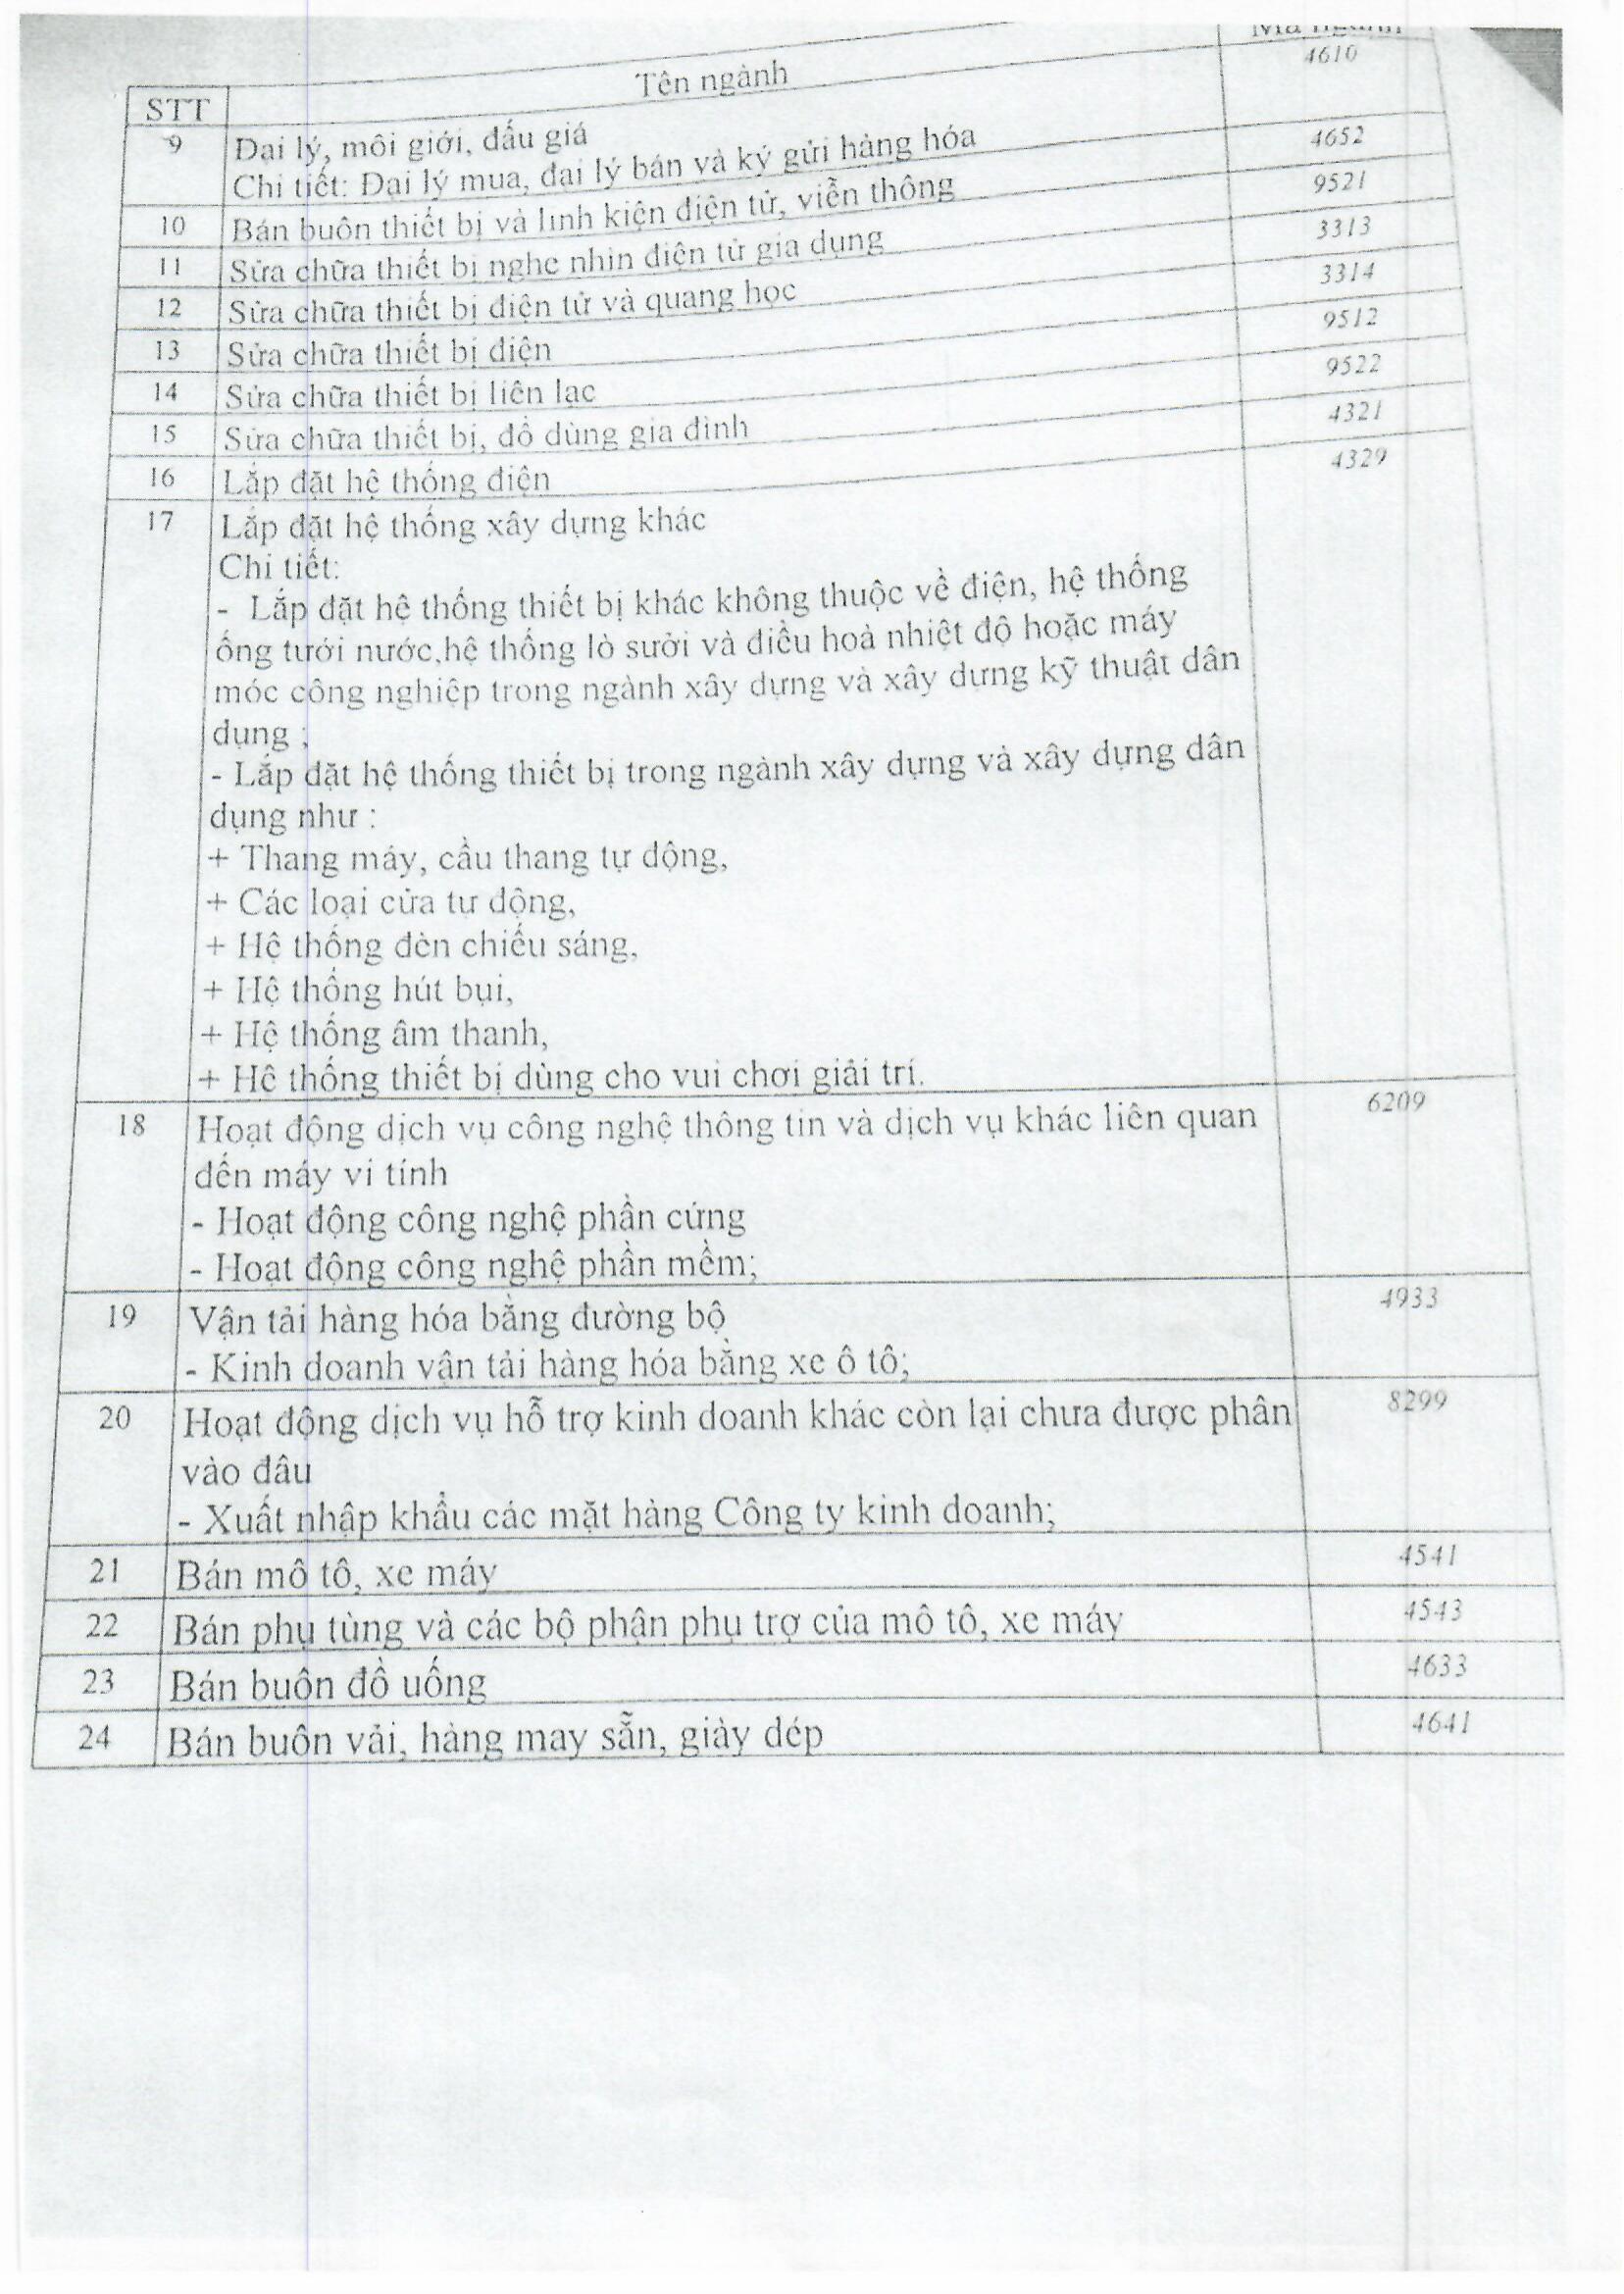 STT Tên ngành Mã ngành
9 Đại lý, môi giới, đấu giá 4610
Chi tiết: Đại lý mua, đại lý bán và ký gửi hàng hóa
10 Bán buôn thiết bị và linh kiện điện tử, viễn thông 4652
11 Sửa chữa thiết bị nghe nhìn điện tử gia dụng 9521
12 Sửa chữa thiết bị điện tử và quang học 3313
13 Sửa chữa thiết bị điện 3314
14 Sửa chữa thiết bị liên lạc 9512
15 Sửa chữa thiết bị, đồ dùng gia đình 9522
16 Lắp đặt hệ thống điện 4321
17 Lắp đặt hệ thống xây dựng khác 4329
Chi tiết:
- Lắp đặt hệ thống thiết bị khác không thuộc về điện, hệ thống
ống tưới nước,hệ thống lò sưởi và điều hoà nhiệt độ hoặc máy
móc công nghiệp trong ngành xây dựng và xây dựng kỹ thuật dân
dụng ;
- Lắp đặt hệ thống thiết bị trong ngành xây dựng và xây dựng dân
dụng như :
+ Thang máy, cầu thang tự động,
+ Các loại cửa tự động,
+ Hệ thống đèn chiếu sáng,
+ Hệ thống hút bụi,
+ Hệ thống âm thanh,
+ Hệ thống thiết bị dùng cho vui chơi giải trí.
18 Hoạt động dịch vụ công nghệ thông tin và dịch vụ khác liên quan 6209
đến máy vi tính
- Hoạt động công nghệ phần cứng
- Hoạt động công nghệ phần mềm;
19 Vận tải hàng hóa bằng đường bộ 4933
- Kinh doanh vận tải hàng hóa bằng xe ô tô;
20 Hoạt động dịch vụ hỗ trợ kinh doanh khác còn lại chưa được phân 8299
vào đâu
- Xuất nhập khẩu các mặt hàng Công ty kinh doanh;
21 Bán mô tô, xe máy 4541
22 Bán phụ tùng và các bộ phận phụ trợ của mô tô, xe máy 4543
23 Bán buôn đồ uống 4633
24 Bán buôn vải, hàng may sẵn, giày dép 4641